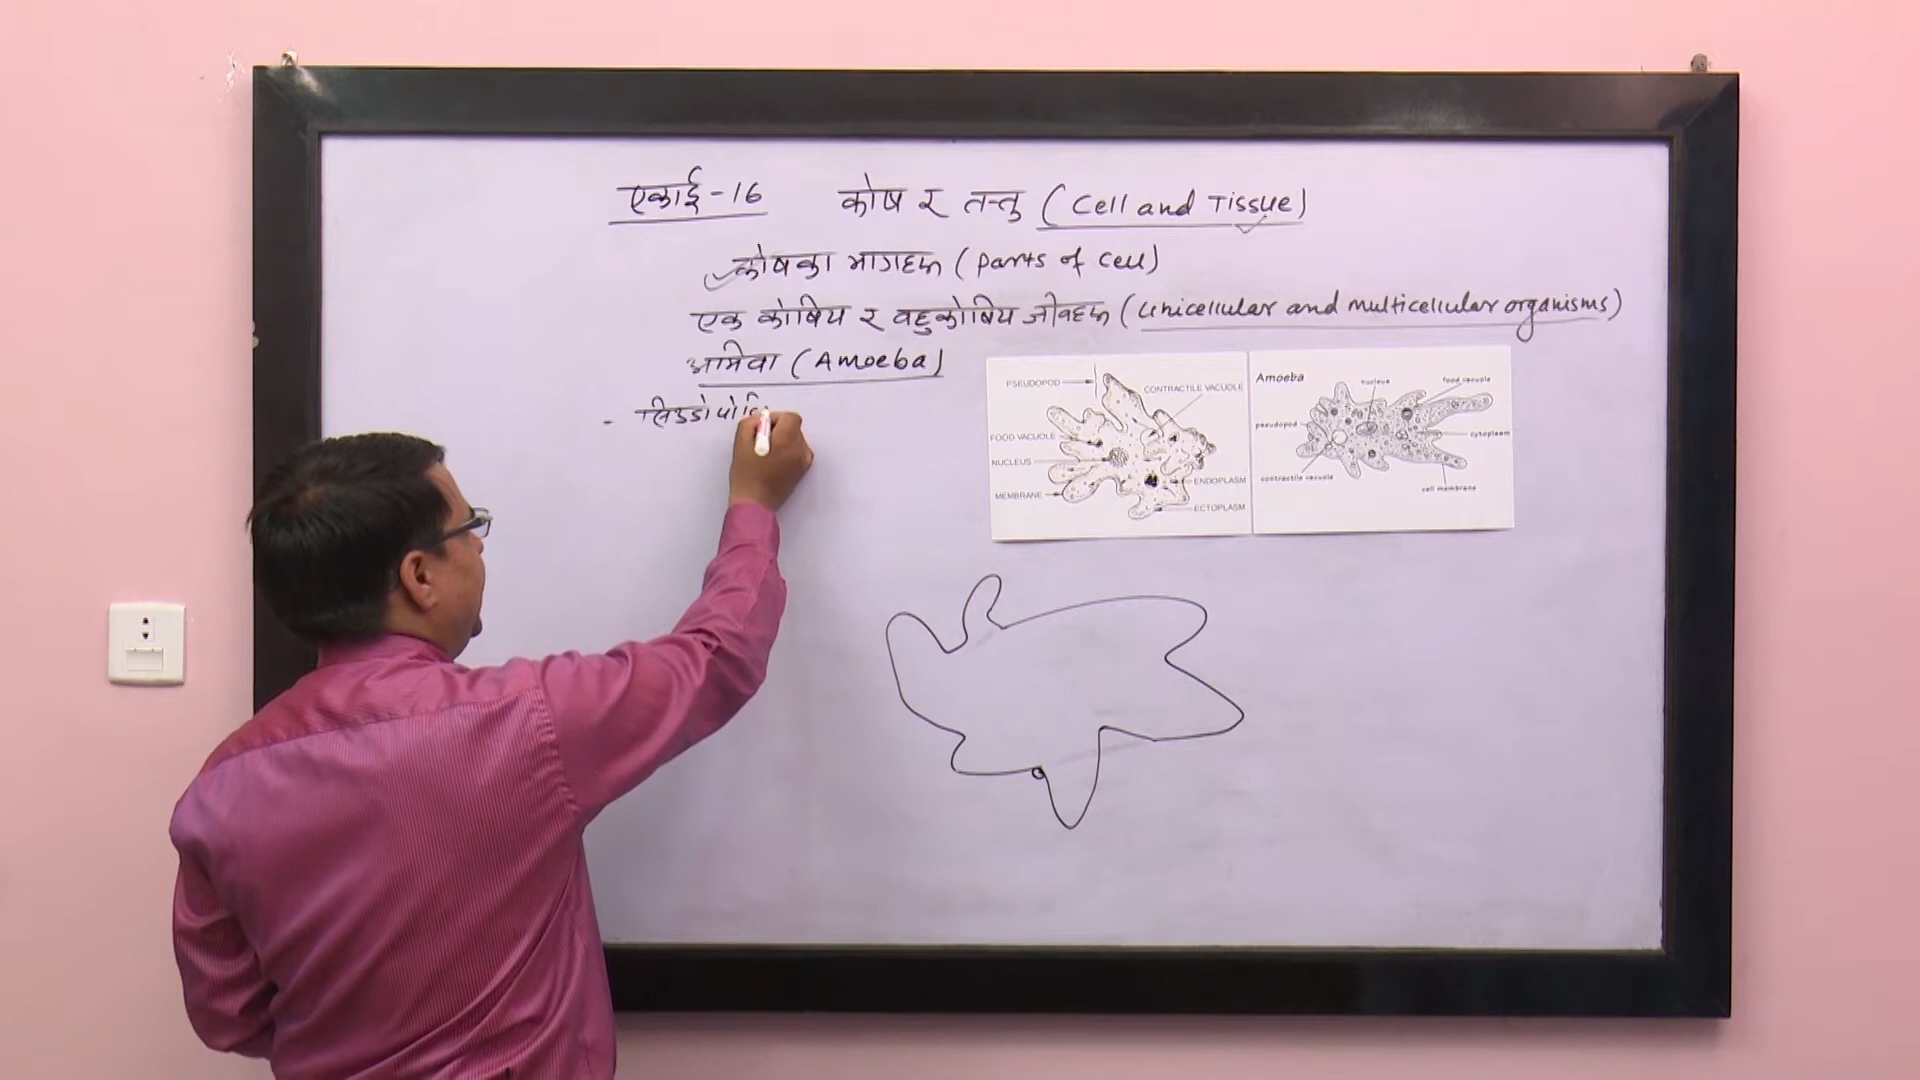 एकाई-16 कोष र तन्तु (Cell and Tissue)
कोषका भागहरू (Parts of Cell)
एक कोषिय र वहुकोषिय जीवहरू (Unicellular and multicellular organisms)
अमिवा (Amoeba)
- सिउडोपोडि
PSEUDOPOD
CONTRACTILE VACUOLE
FOOD VACUOLE
NUCLEUS
MEMBRANE
ENDOPLASM
ECTOPLASM
Amoeba
nucleus
food vacuole
pseudopod
cytoplasm
contractile vacuole
cell membrane